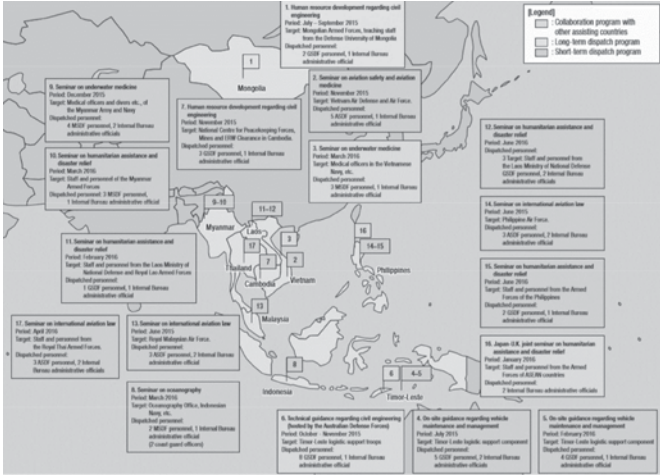 [Legend]
: Collaboration program with
other assisting countries
: Long-term dispatch program
: Short-term dispatch program
1. Human resource development regarding civil
engineering
Period: July – September 2015
Target: Mongolian Armed Forces, teaching staff
from the Defense University of Mongolia
Dispatched personnel:
2 GSDF personnel, 1 Internal Bureau
administrative official
2. Seminar on aviation safety and aviation
medicine
Period: November 2015
Target: Vietnam Air Defense and Air Force.
Dispatched personnel:
5 ASDF personnel, 1 Internal Bureau
administrative official
3. Seminar on underwater medicine
Period: March 2016
Target: Medical officers in the Vietnamese
Navy, etc.
Dispatched personnel:
3 MSDF personnel, 1 Internal Bureau
administrative official
9. Seminar on underwater medicine
Period: December 2015
Target: Medical officers and divers etc., of
the Myanmar Army and Navy
Dispatched personnel:
4 MSDF personnel, 2 Internal Bureau
administrative officials
7. Human resource development regarding civil
engineering
Period: November 2015
Target: National Centre for Peacekeeping Forces,
Mines and ERW Clearance in Cambodia.
Dispatched personnel:
3 GSDF personnel, 1 Internal Bureau
administrative official
10. Seminar on humanitarian assistance and
disaster relief
Period: March 2016
Target: Staff and personnel of the Myanmar
Armed Forces
Dispatched personnel: 3 MSDF personnel,
1 Internal Bureau administrative official
11. Seminar on humanitarian assistance and
disaster relief
Period: February 2016
Target: Staff and personnel from the Laos Ministry of
National Defense and Royal Lao Armed Forces
Dispatched personnel:
1 GSDF personnel, 1 Internal Bureau
administrative official
12. Seminar on humanitarian assistance and
disaster relief
Period: June 2016
Dispatched personnel:
3 Target: Staff and personnel from
the Laos Ministry of National Defense
GSDF personnel, 2 Internal Bureau
administrative officials
14. Seminar on international aviation law
Period: June 2015
Target: Philippine Air Force.
Dispatched personnel:
3 ASDF personnel, 2 Internal Bureau
administrative officials
15. Seminar on humanitarian assistance and
disaster relief
Period: June 2016
Target: Staff and personnel from the Armed
Forces of the Philippines
Dispatched personnel:
2 GSDF personnel, 1 Internal Bureau
administrative official
16. Japan-U.K. joint seminar on humanitarian
assistance and disaster relief
Period: January 2016
Target: Staff and personnel from the Armed
Forces of ASEAN countries
Dispatched personnel:
2 Internal Bureau administrative officials
17. Seminar on international aviation law
Period: April 2016
Target: Staff and personnel from
the Royal Thai Armed Forces,
Dispatched personnel:
3 ASDF personnel, 2 Internal
Bureau administrative officials
13. Seminar on international aviation law
Period: June 2015
Target: Royal Malaysian Air Force.
Dispatched personnel:
3 ASDF personnel, 2 Internal Bureau
administrative officials
8. Seminar on oceanography
Period: March 2016
Target: Oceanography Office, Indonesian
Navy, etc.
Dispatched personnel:
2 MSDF personnel, 1 Internal Bureau
administrative official
(2 coast guard officers)
6. Technical guidance regarding civil engineering
(hosted by the Australian Defense Forces)
Period: October - November 2015
Target: Timor-Leste logistic support troops
Dispatched personnel:
8 GSDF personnel, 1 Internal Bureau
administrative official
4. On-site guidance regarding vehicle
maintenance and management
Period: July 2015
Target: Timor-Leste logistic support component
Dispatched personnel:
5 GSDF personnel, 2 Internal Bureau
administrative officials
5. On-site guidance regarding vehicle
maintenance and management
Period: February 2016
Target: Timor-Leste logistic support component
Dispatched personnel:
4 GSDF personnel, 1 Internal Bureau
administrative official
1
Mongolia
9–10
Myanmar
11–12
Laos
3
16
14–15
17
7
2
Thailand
Cambodia
Vietnam
Philippines
13
Malaysia
8
Indonesia
6
4–5
Timor-Leste